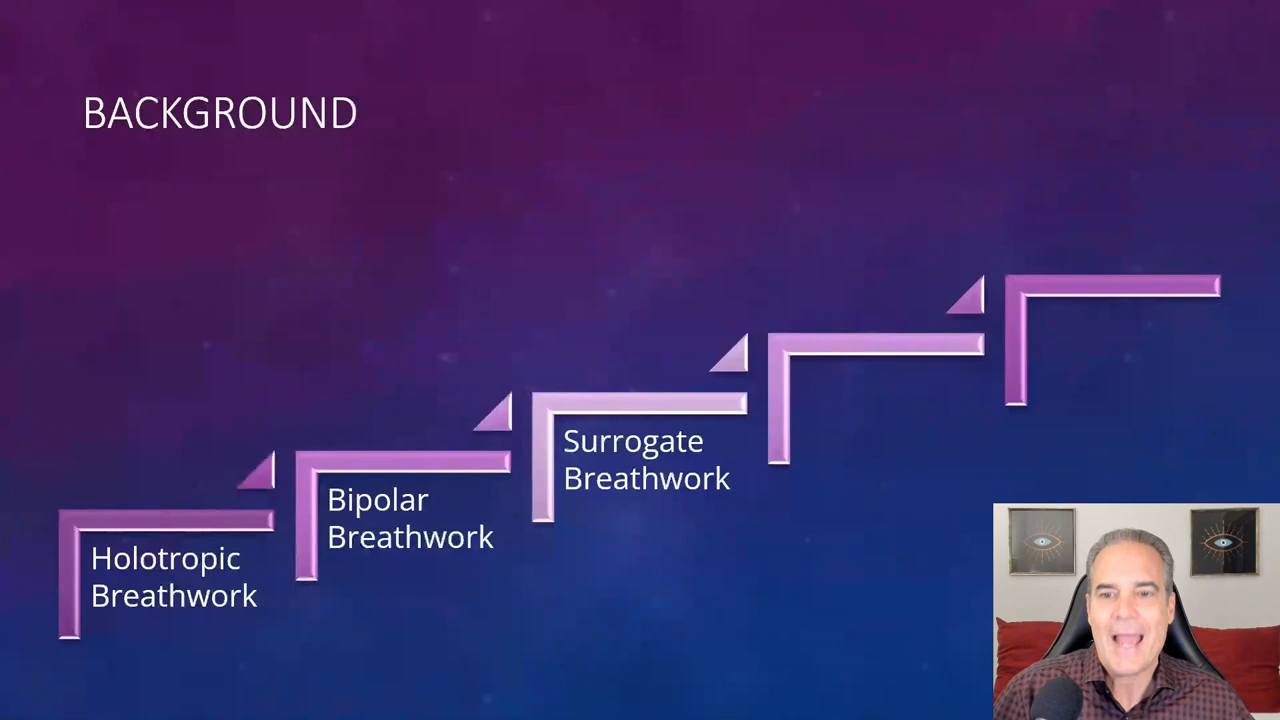 BACKGROUND
Holotropic
Breathwork
Bipolar
Breathwork
Surrogate
Breathwork